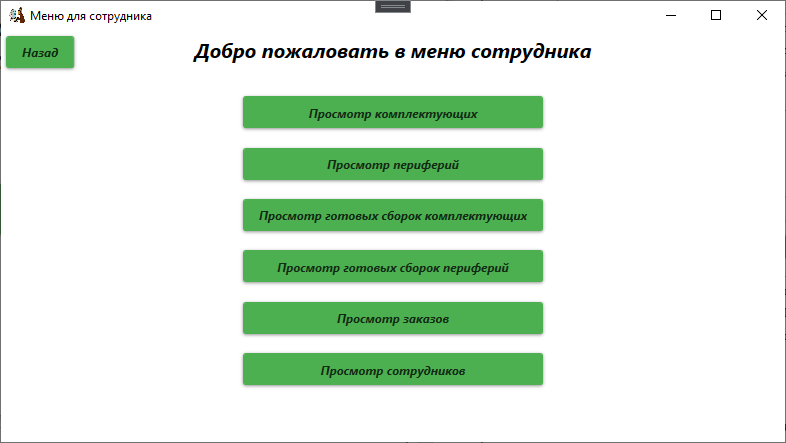 Меню для сотрудника
Назад
Добро пожаловать в меню сотрудника
Просмотр комплектующих
Просмотр периферий
Просмотр готовых сборок комплектующих
Просмотр готовых сборок периферий
Просмотр заказов
Просмотр сотрудников